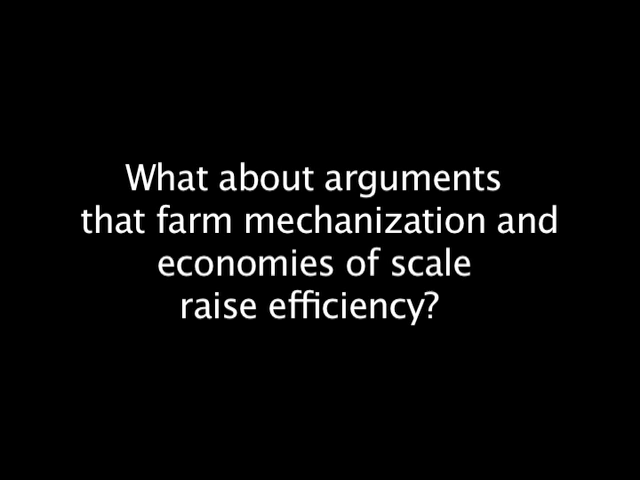 What about arguments
that farm mechanization and
economies of scale
raise efficiency?